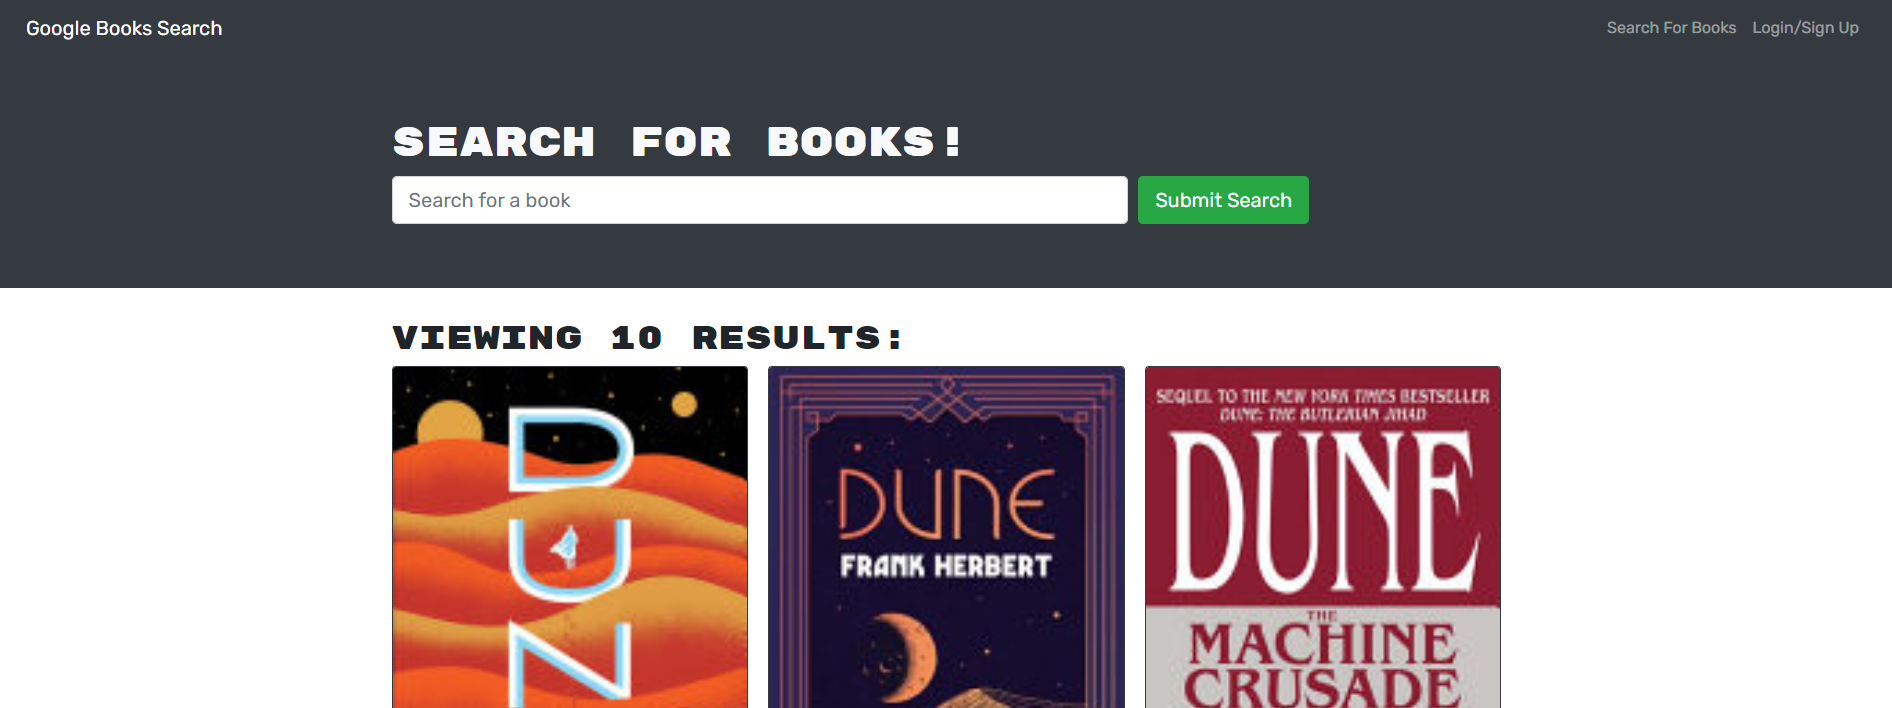 Google Books Search
Search For Books Login/Sign Up
SEARCH FOR BOOKS!
Search for a book
Submit Search
VIEWING 10 RESULTS:
DUN
DUNE
FRANK HERBERT
SEQUEL TO THE NEW YORK TIMES BESTSELLER
DUNE: THE BUTLERIAN JIHAD
DUNE
THE
MACHINE
CRUSADE